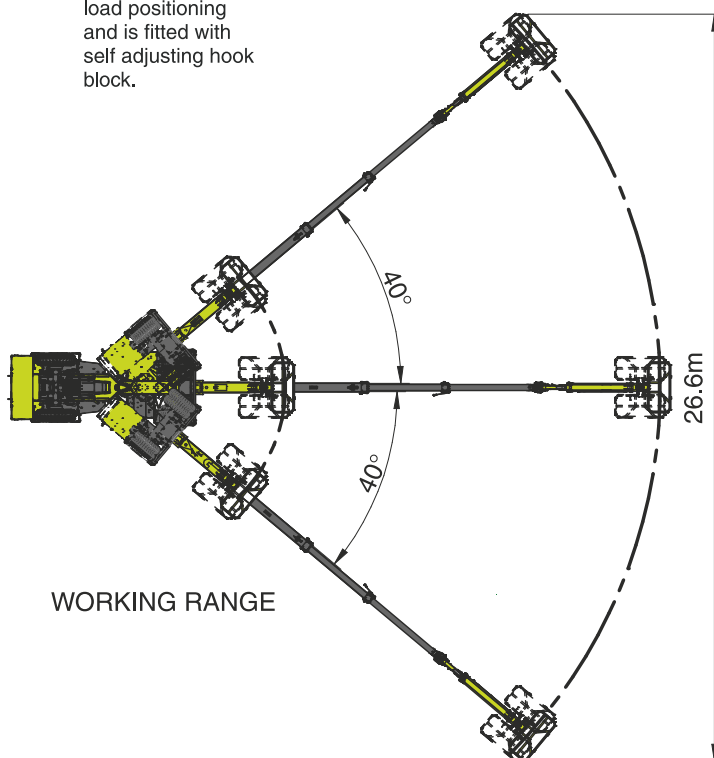 load positioning
and is fitted with
self adjusting hook
block.
40°
40°
26.6m
WORKING RANGE